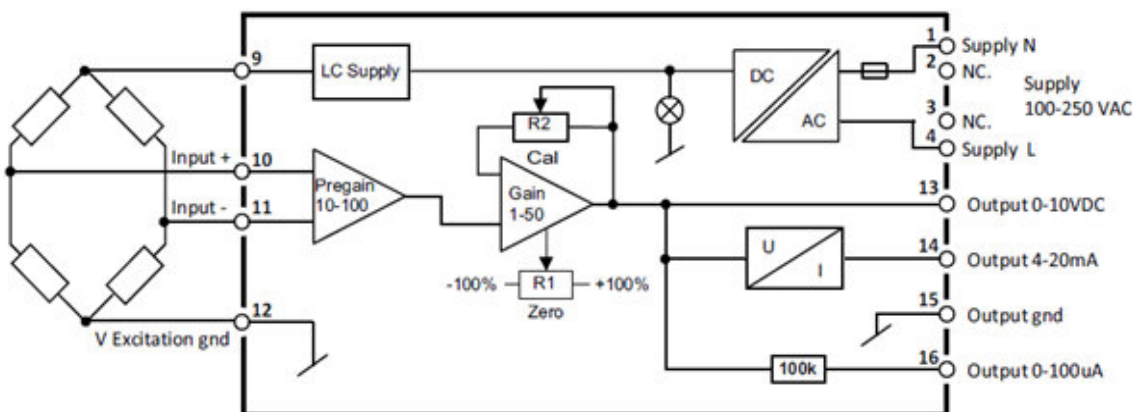 9
LC Supply
DC
AC
1
Supply N
2
NC.
Supply
100-250 VAC
3
NC.
4
Supply L
R2
Cal
Input +
10
Pregain
10-100
Gain
1-50
Input -
11
13
Output 0-10VDC
U
I
14
Output 4-20mA
-100%
R1
+100%
Zero
12
V Excitation gnd
15
Output gnd
100k
16
Output 0-100uA